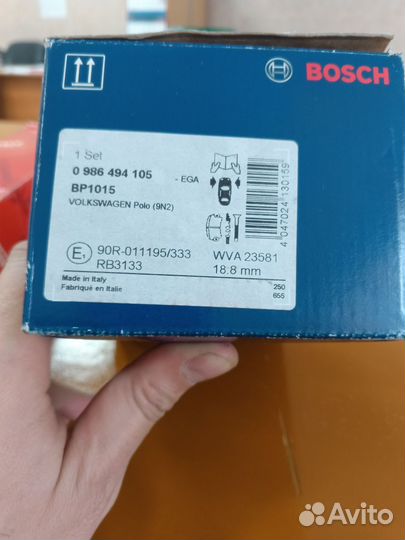 BOSCH
1 Set
0 986 494 105
BP1015
- EGA
VOLKSWAGEN Polo (9N2)
4 047024 130159
E1 90R-011195/333
RB3133
WVA 23581
18.8 mm
Made in Italy
Fabriqué en Italie
250
655
Avito